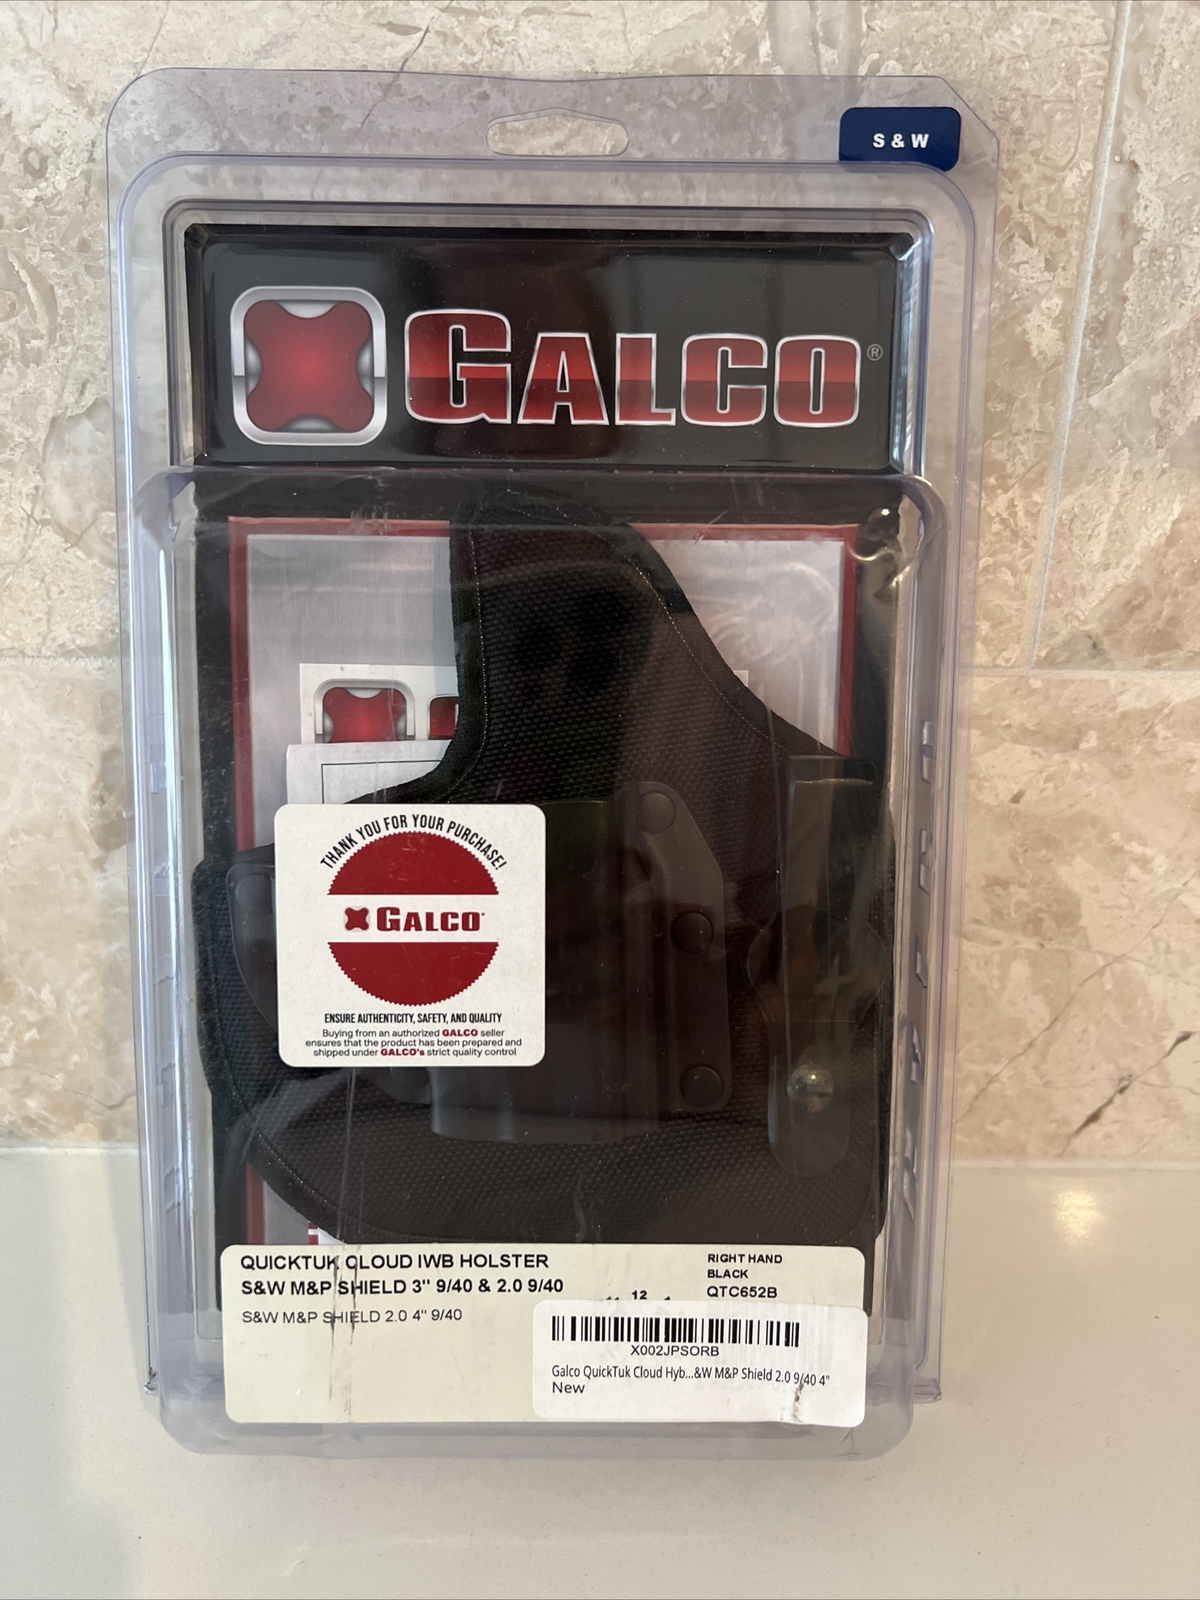 S & W
GALCO®
THANK YOU FOR YOUR PURCHASE!
GALCO
ENSURE AUTHENTICITY, SAFETY, AND QUALITY
Buying from an authorized GALCO seller
ensures that the product has been prepared and
shipped under GALCO's strict quality control
QUICKTUK CLOUD IWB HOLSTER
S&W M&P SHIELD 3" 9/40 & 2.0 9/40
S&W M&P SHIELD 2.0 4" 9/40
RIGHT HAND
BLACK
QTC652B
12
X002JPSORB
Galco QuickTuk Cloud Hyb...&W M&P Shield 2.0 9/40 4"
New